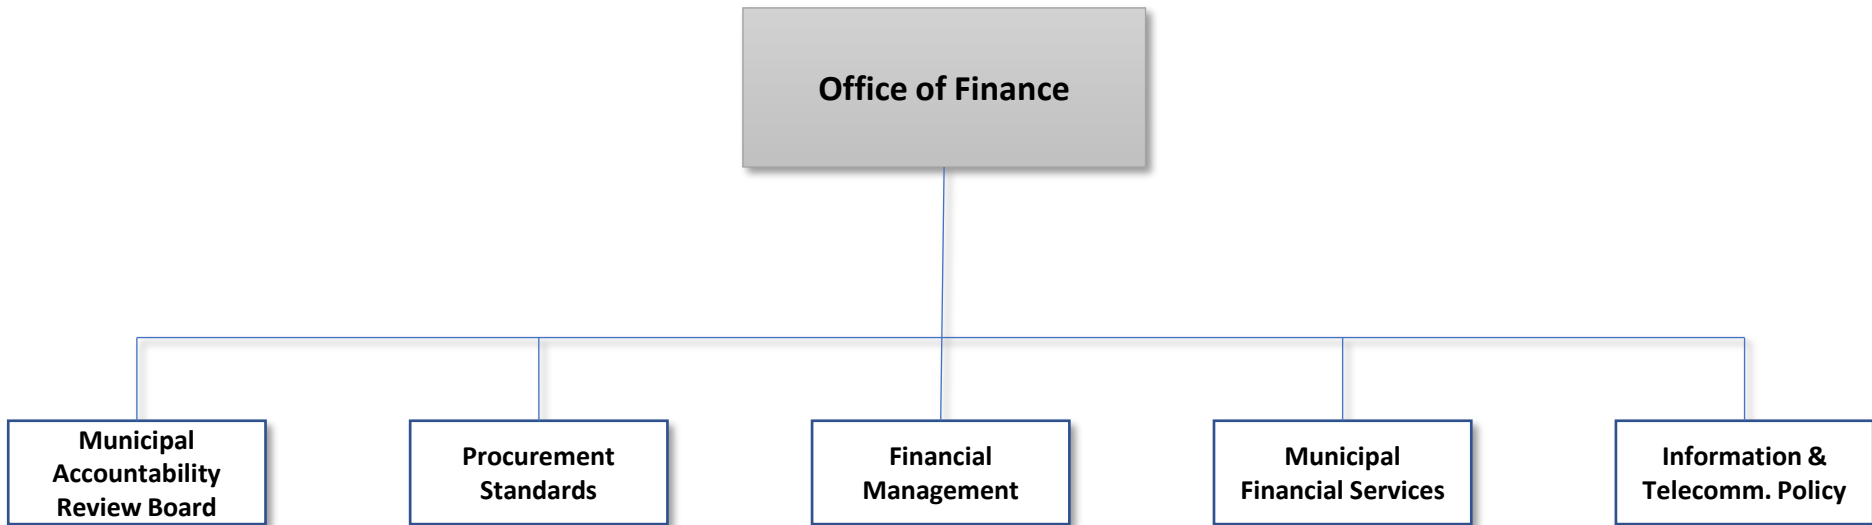 Office of Finance
Municipal
Accountability
Review Board
Procurement
Standards
Financial
Management
Municipal
Financial Services
Information &
Telecomm. Policy